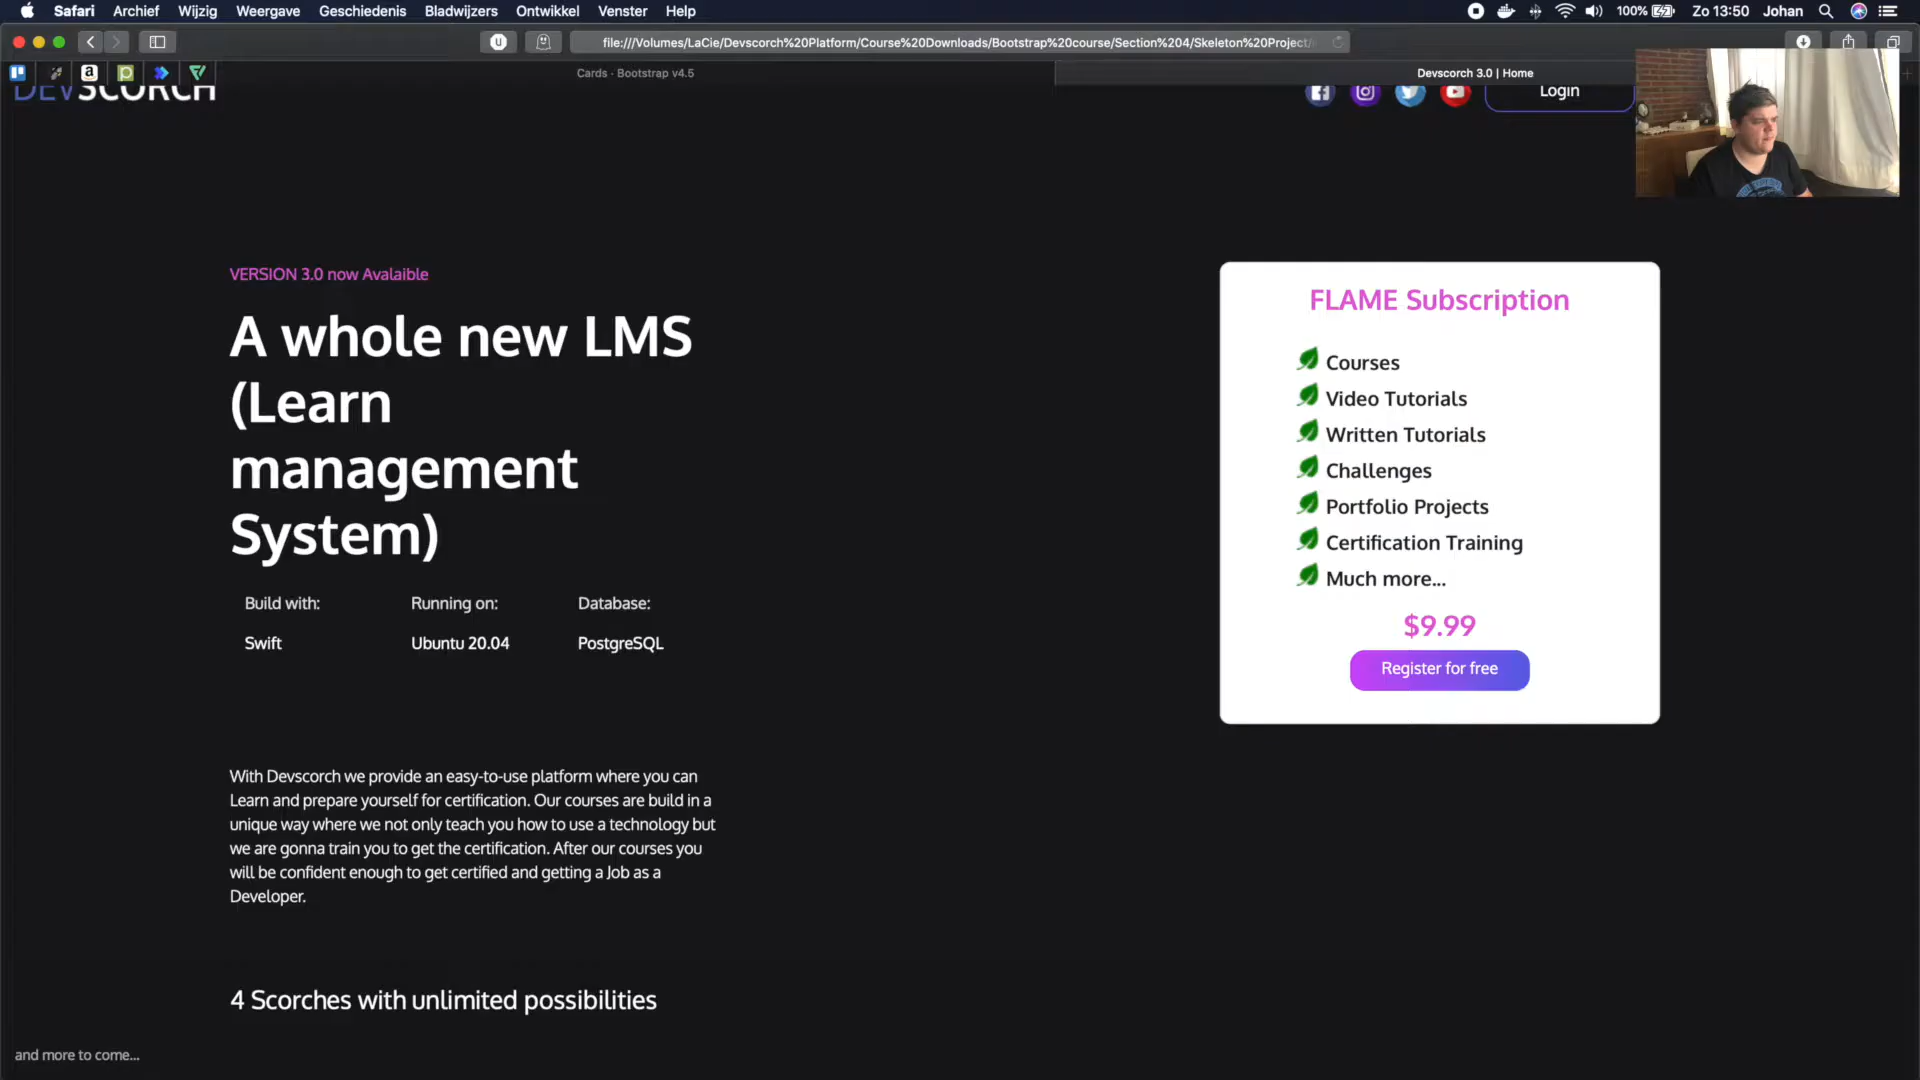 Safari Archief Wijzig Weergave Geschiedenis Bladwijzers Ontwikkel Venster Help 100% Zo 13:50 Johan
file:///Volumes/LaCie/Devscorch%20Platform/Course%20Downloads/Bootstrap%20course/Section%204/Skeleton%20Project/
Cards · Bootstrap v4.5 Devscorch 3.0 | Home
DEVSCORCH Login
VERSION 3.0 now Avalaible
A whole new LMS
(Learn
management
System)
Build with: Running on: Database:
Swift Ubuntu 20.04 PostgreSQL
With Devscorch we provide an easy-to-use platform where you can
Learn and prepare yourself for certification. Our courses are build in a
unique way where we not only teach you how to use a technology but
we are gonna train you to get the certification. After our courses you
will be confident enough to get certified and getting a Job as a
Developer.
4 Scorches with unlimited possibilities
and more to come...
FLAME Subscription
Courses
Video Tutorials
Written Tutorials
Challenges
Portfolio Projects
Certification Training
Much more...
$9.99
Register for free